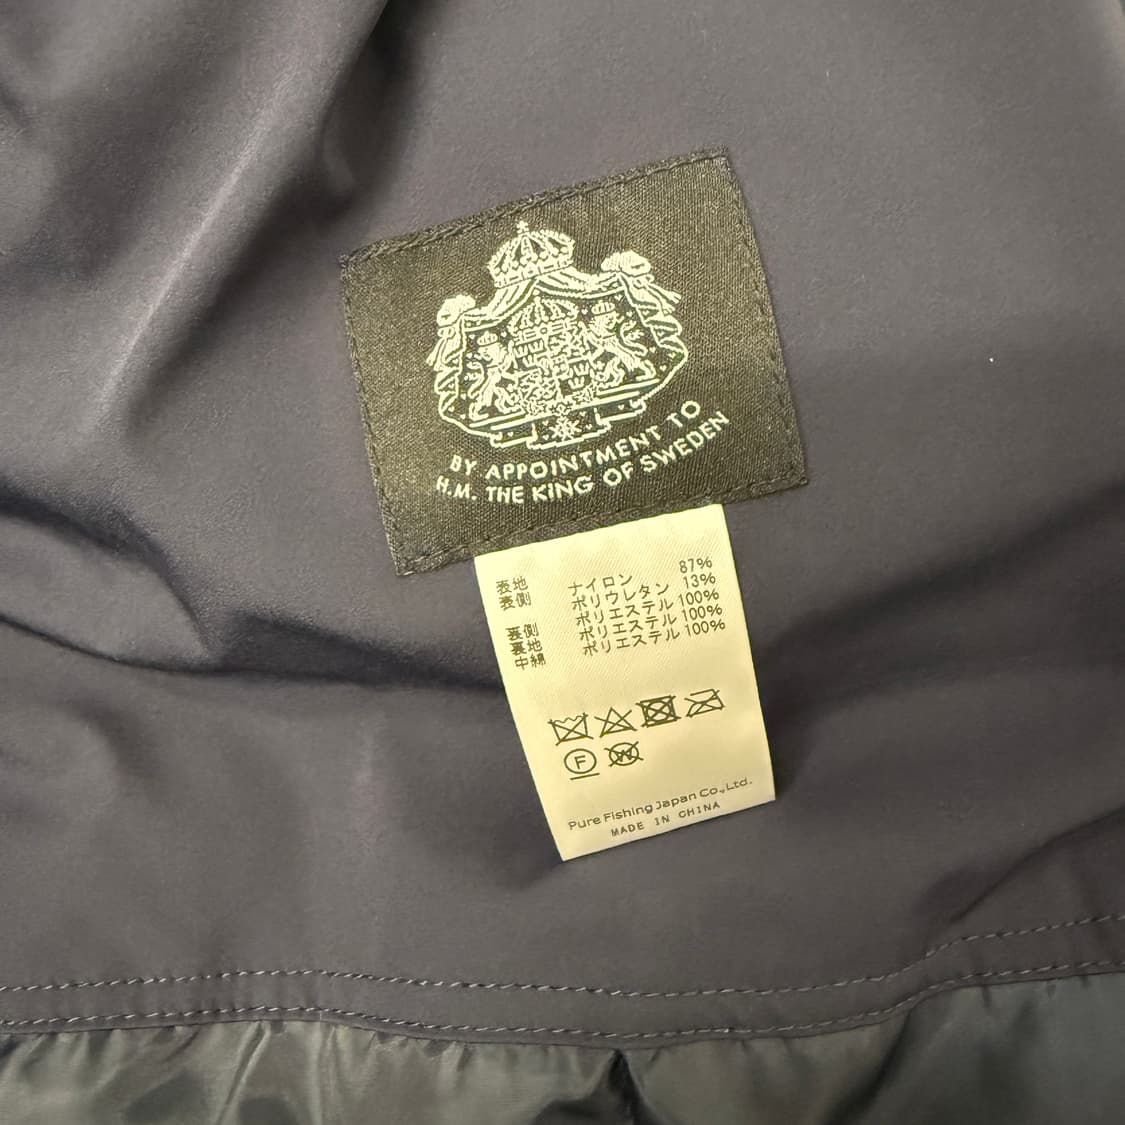 BY APPOINTMENT TO
H.M. THE KING OF SWEDEN
表地 ナイロン 87%
表側 ポリウレタン 13%
ポリエステル 100%
裏側 ポリエステル 100%
裏地 ポリエステル 100%
中綿
F
W
Pure Fishing Japan Co.,Ltd.
MADE IN CHINA